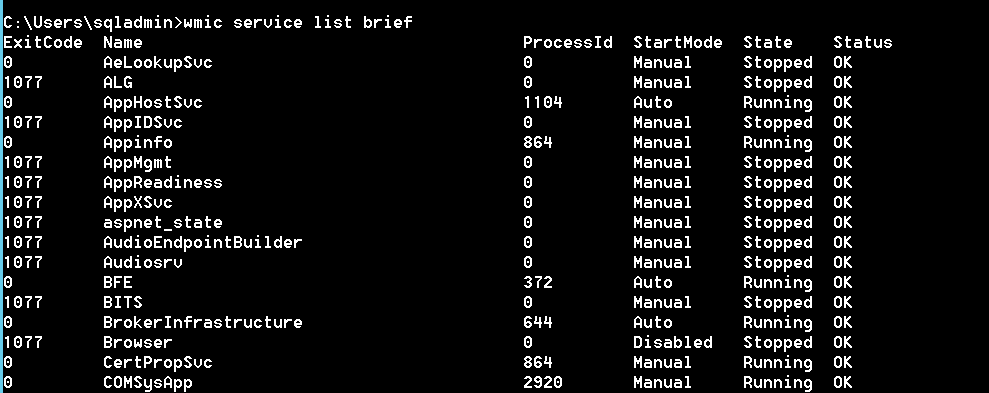 C:\Users\sqladmin>wmic service list brief
ExitCode  Name                                      ProcessId  StartMode  State    Status
0         AeLookupSvc                               0          Manual     Stopped  OK
1077      ALG                                       0          Manual     Stopped  OK
0         AppHostSvc                                1104       Auto       Running  OK
1077      AppIDSvc                                  0          Manual     Stopped  OK
0         Appinfo                                   864        Manual     Running  OK
1077      AppMgmt                                   0          Manual     Stopped  OK
1077      AppReadiness                              0          Manual     Stopped  OK
1077      AppXSvc                                   0          Manual     Stopped  OK
1077      aspnet_state                              0          Manual     Stopped  OK
1077      AudioEndpointBuilder                      0          Manual     Stopped  OK
1077      Audiosrv                                  0          Manual     Stopped  OK
0         BFE                                       372        Auto       Running  OK
1077      BITS                                      0          Manual     Stopped  OK
0         BrokerInfrastructure                      644        Auto       Running  OK
1077      Browser                                   0          Disabled   Stopped  OK
0         CertPropSvc                               864        Manual     Running  OK
0         COMSysApp                                 2920       Manual     Running  OK